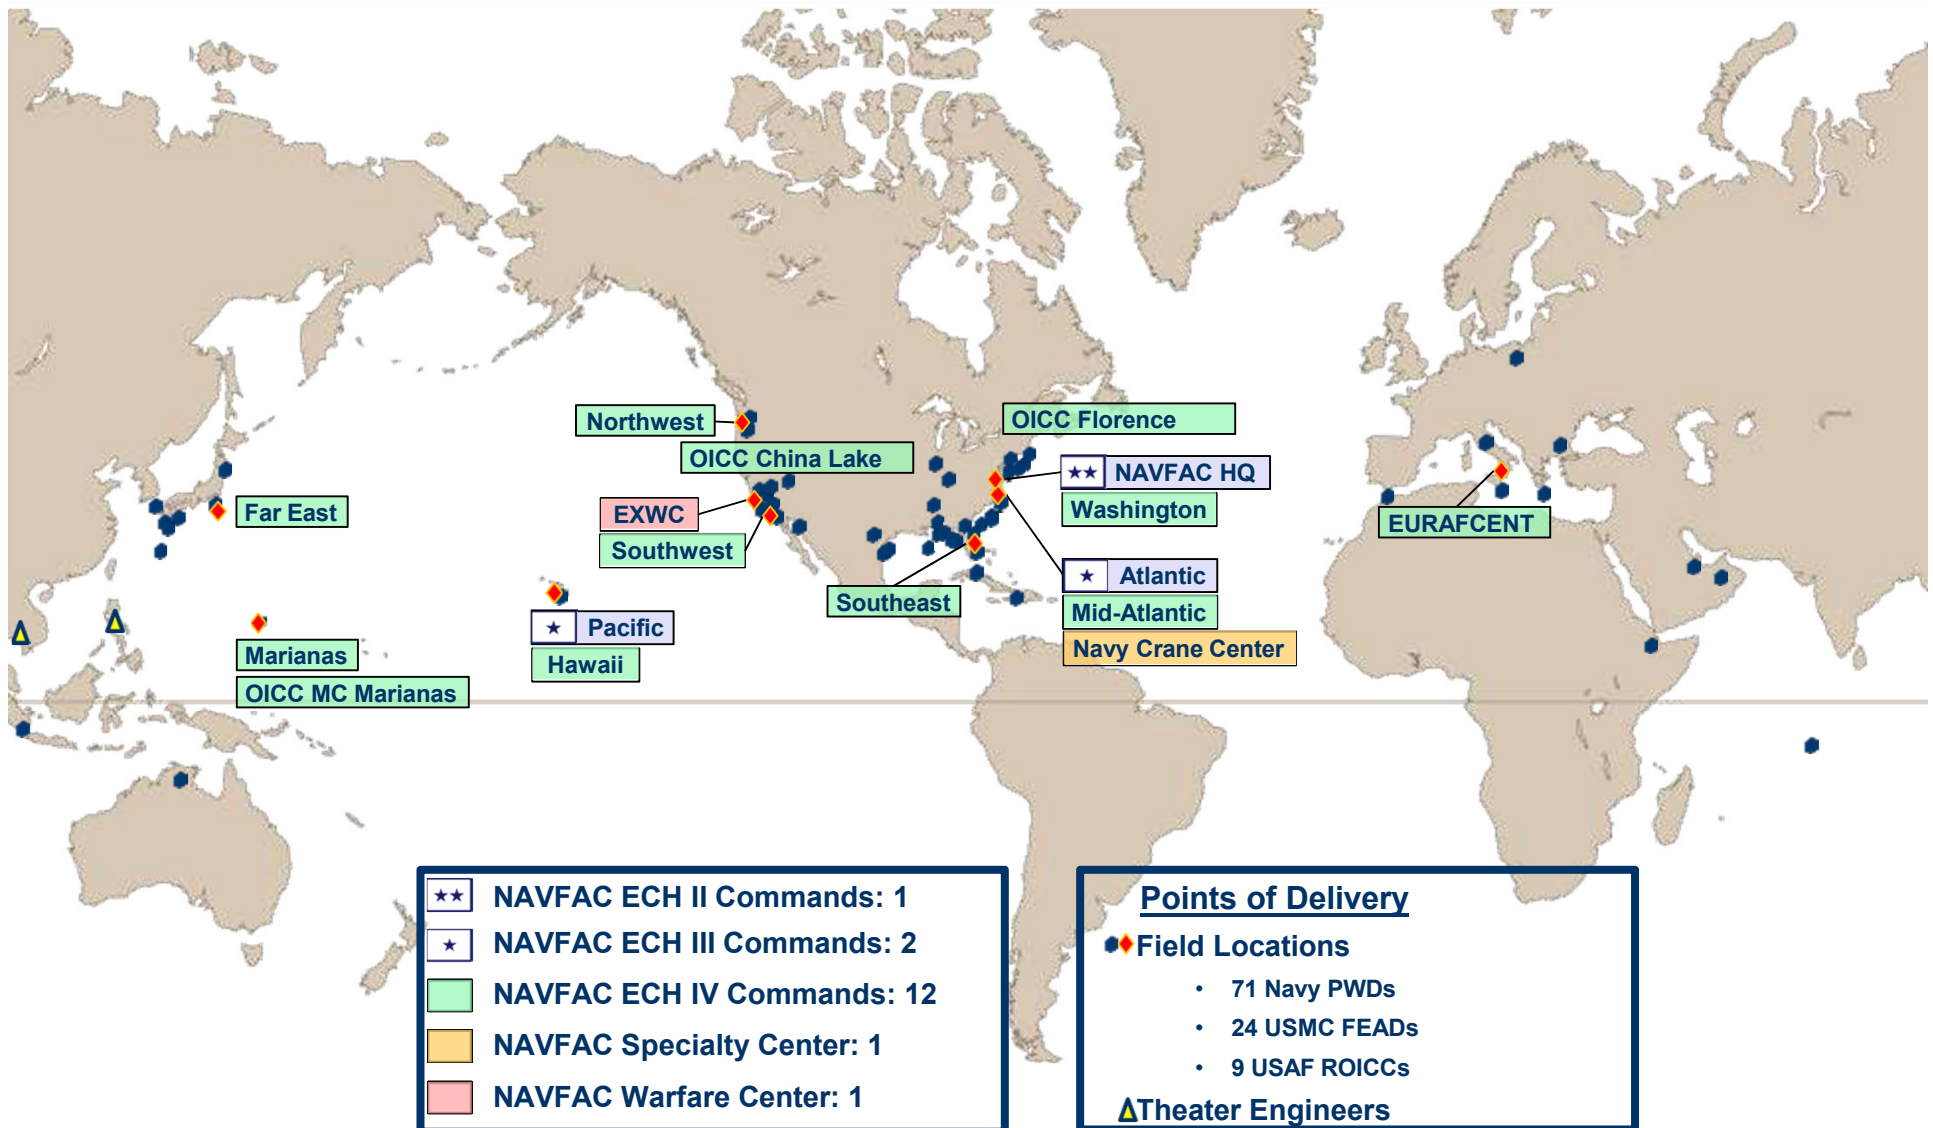 Northwest
OICC Florence
OICC China Lake
NAVFAC HQ
Washington
EXWC
Southwest
Far East
EURAFCENT
Atlantic
Mid-Atlantic
Navy Crane Center
Southeast
Pacific
Hawaii
Marianas
OICC MC Marianas
NAVFAC ECH II Commands: 1
NAVFAC ECH III Commands: 2
NAVFAC ECH IV Commands: 12
NAVFAC Specialty Center: 1
NAVFAC Warfare Center: 1
Points of Delivery
Field Locations
• 71 Navy PWDs
• 24 USMC FEADs
• 9 USAF ROICCs
Theater Engineers